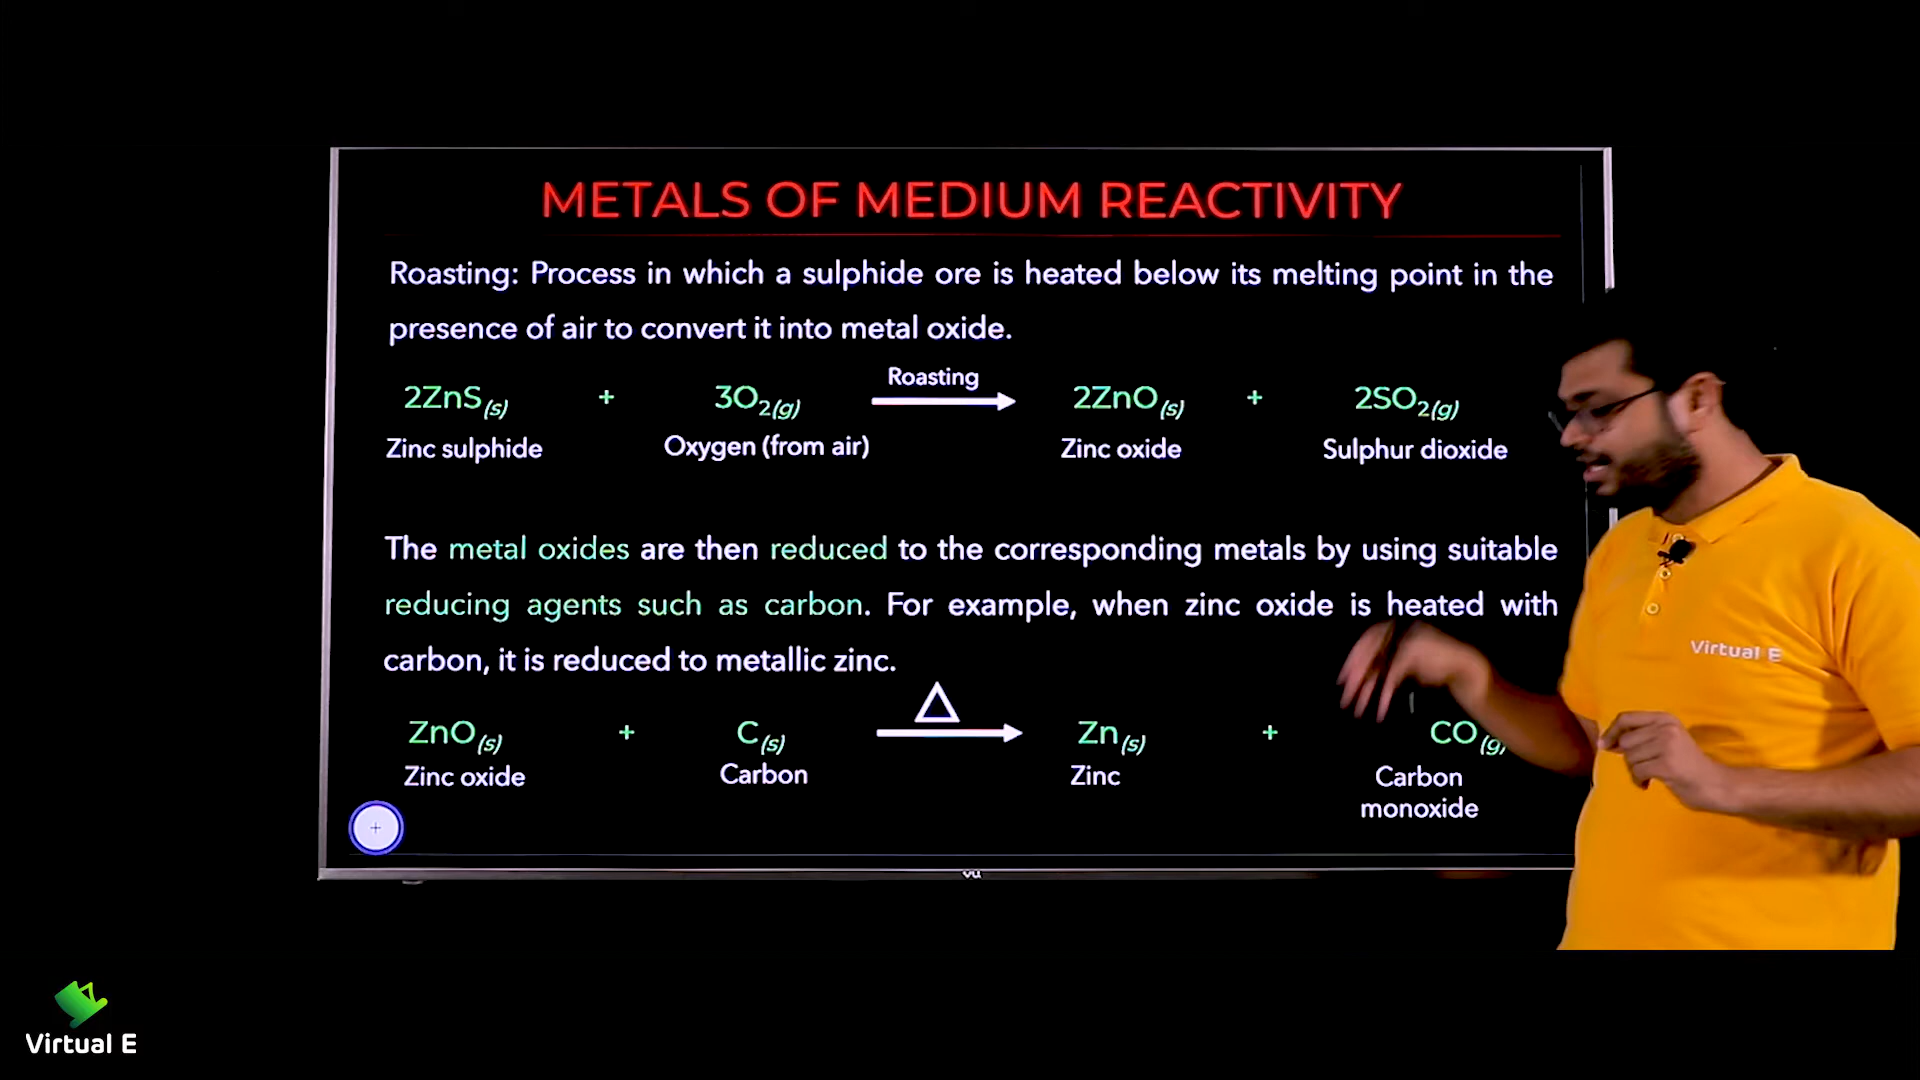 METALS OF MEDIUM REACTIVITY
Roasting: Process in which a sulphide ore is heated below its melting point in the
presence of air to convert it into metal oxide.
2ZnS(s) + 3O2(g) Roasting 2ZnO(s) + 2SO2(g)
Zinc sulphide Oxygen (from air) Zinc oxide Sulphur dioxide
The metal oxides are then reduced to the corresponding metals by using suitable
reducing agents such as carbon. For example, when zinc oxide is heated with
carbon, it is reduced to metallic zinc.
Δ
ZnO(s) + C(s) → Zn(s) + CO(g)
Zinc oxide Carbon Zinc Carbon
monoxide
Virtual E
vu
Virtual E